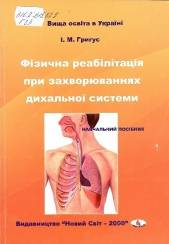 Вища освіта в Україні
І. М. Григус
Фізична реабілітація
при захворюваннях
дихальної системи
НАВЧАЛЬНИЙ ПОСІБНИК
Видавництво "Новий Світ - 2000"